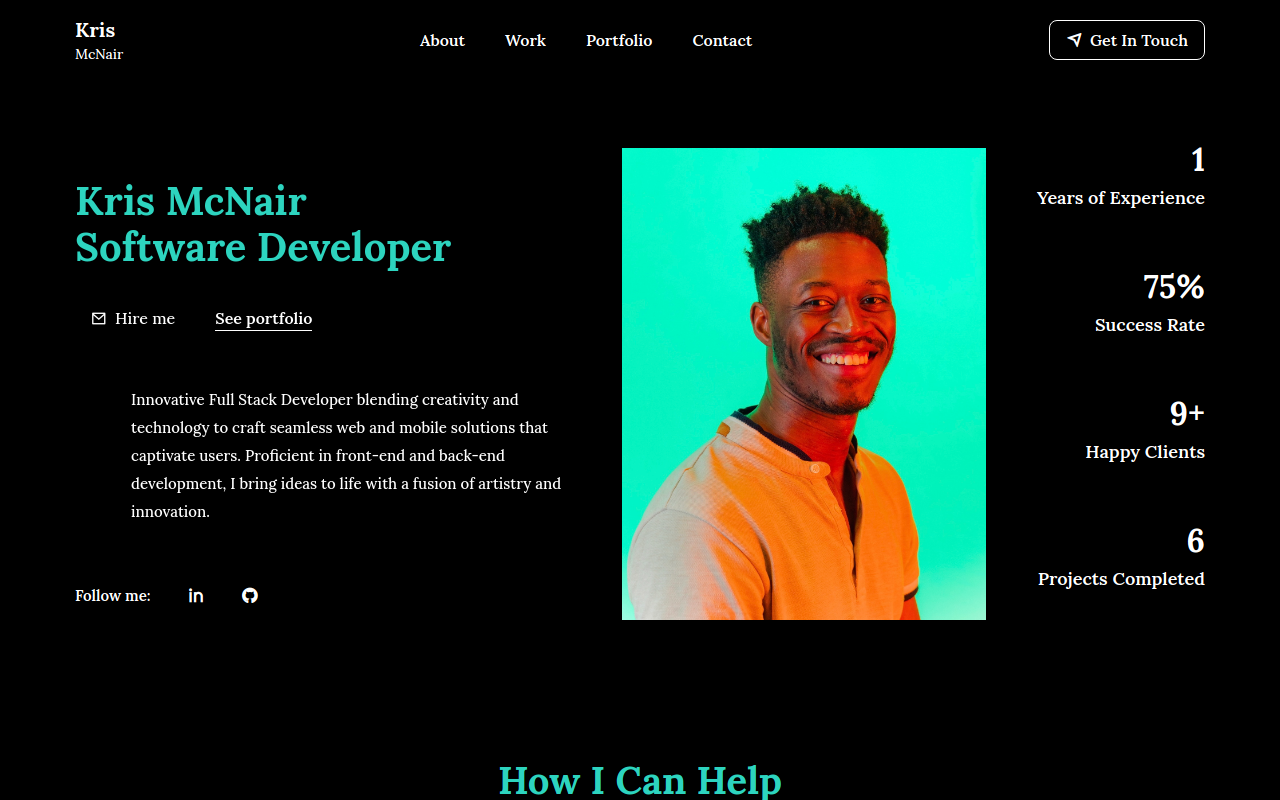 Kris
McNair
About
Work
Portfolio
Contact
Get In Touch
Kris McNair
Software Developer
Hire me
See portfolio
Innovative Full Stack Developer blending creativity and
technology to craft seamless web and mobile solutions that
captivate users. Proficient in front-end and back-end
development, I bring ideas to life with a fusion of artistry and
innovation.
Follow me:
1
Years of Experience
75%
Success Rate
9+
Happy Clients
6
Projects Completed
How I Can Help